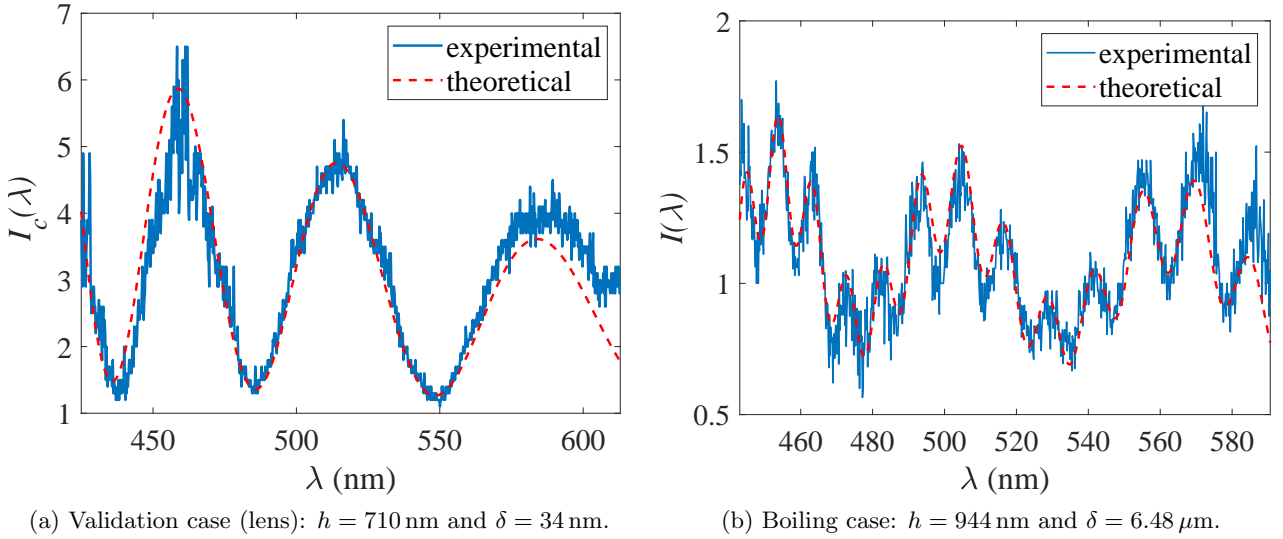 7
6
5
4
3
2
1
I_c(λ)
experimental
theoretical
450
500
550
600
λ (nm)
(a) Validation case (lens): h = 710 nm and δ = 34 nm.
2
1.5
1
0.5
I(λ)
experimental
theoretical
460
480
500
520
540
560
580
λ (nm)
(b) Boiling case: h = 944 nm and δ = 6.48 μm.